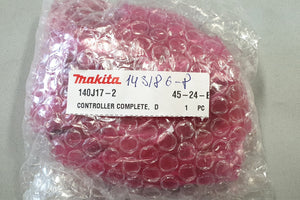 makita 143186-8
140J17-2 45-24-E
CONTROLLER COMPLETE, D 1 PC